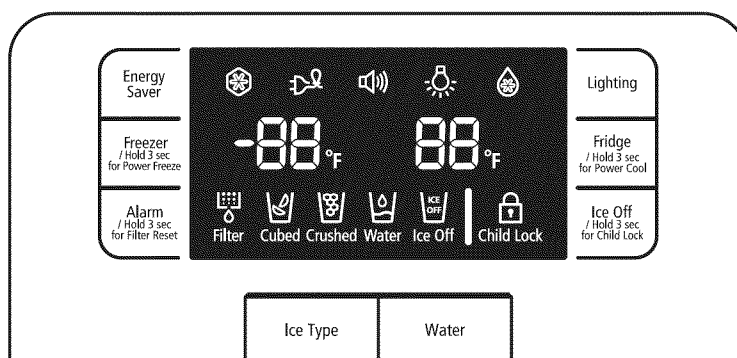 Energy
Saver
Lighting
Freezer
/ Hold 3 sec
for Power Freeze
-88 °F
88 °F
Fridge
/ Hold 3 sec
for Power Cool
Alarm
/ Hold 3 sec
for Filter Reset
ICE
OFF
Filter Cubed Crushed Water Ice Off Child Lock
Ice Off
/ Hold 3 sec
for Child Lock
Ice Type
Water